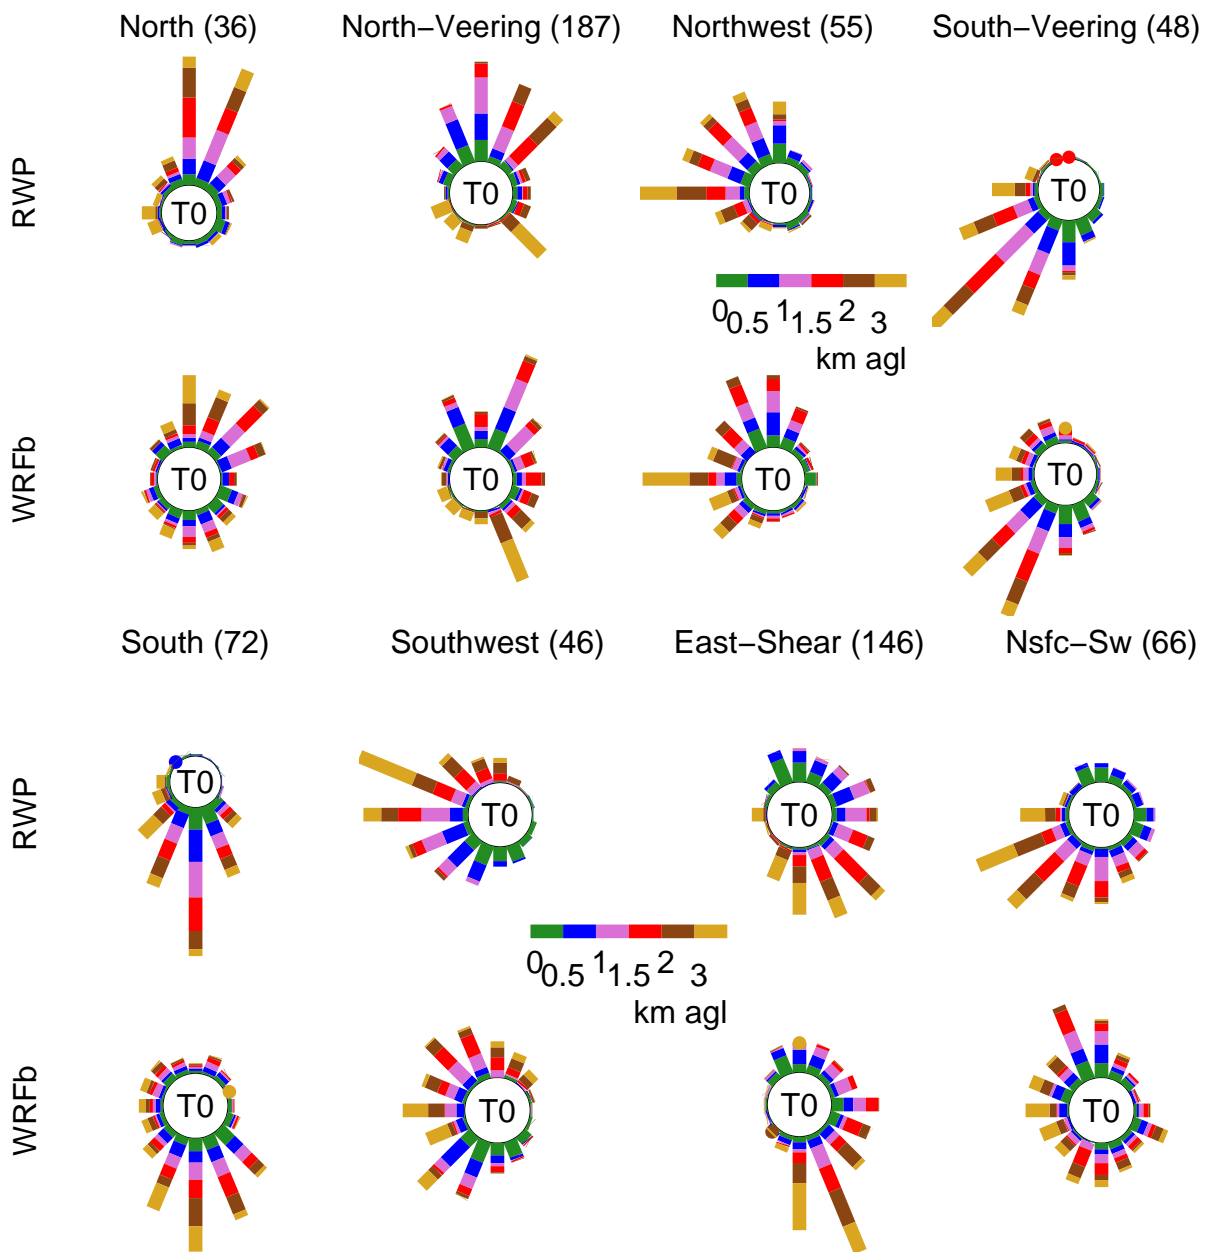 North (36) North−Veering (187) Northwest (55) South−Veering (48)
RWP
T0 T0 T0 T0
0 0.5 1 1.5 2 3
km agl
WRFb
T0 T0 T0 T0
South (72) Southwest (46) East−Shear (146) Nsfc−Sw (66)
RWP
T0 T0 T0 T0
0 0.5 1 1.5 2 3
km agl
WRFb
T0 T0 T0 T0